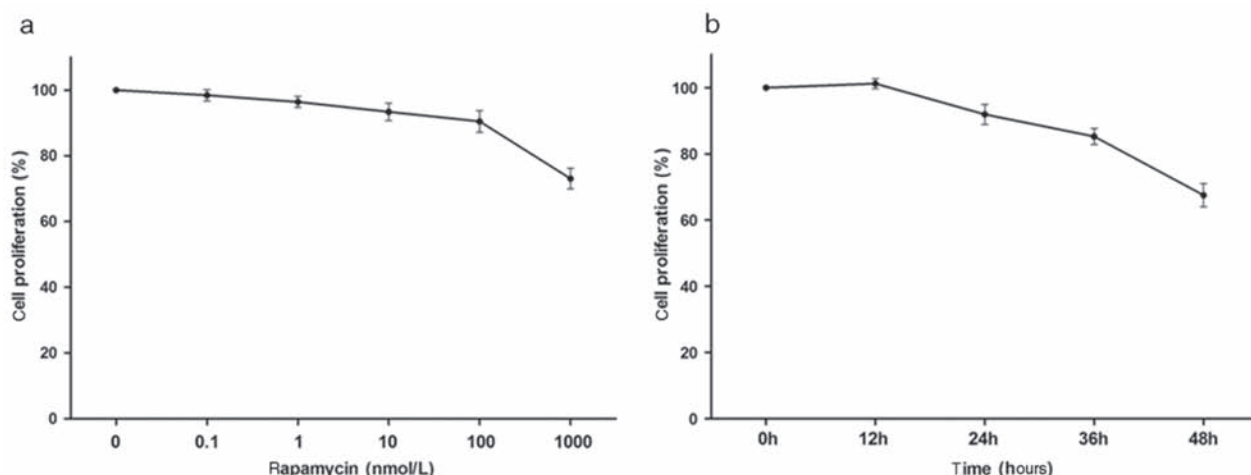 a
Cell proliferation (%)
100
80
60
40
20
0
0 0.1 1 10 100 1000
Rapamycin (nmol/L)
b
Cell proliferation (%)
100
80
60
40
20
0
0h 12h 24h 36h 48h
Time (hours)